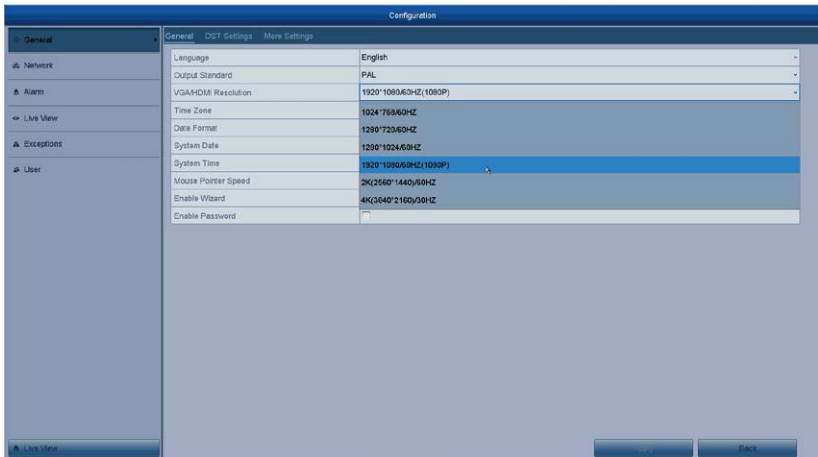 Configuration
General
Network
Alarm
Live View
Exceptions
User
Live View
General DST Settings More Settings
Language English
Output Standard PAL
VGA/HDMI Resolution 1920*1080/60HZ(1080P)
Time Zone
1024*768/60HZ
Date Format
1280*720/60HZ
System Date
1280*1024/60HZ
System Time
1920*1080/60HZ(1080P)
Mouse Pointer Speed
2K(2560*1440)/60HZ
Enable Wizard
4K(3840*2160)/30HZ
Enable Password
Back